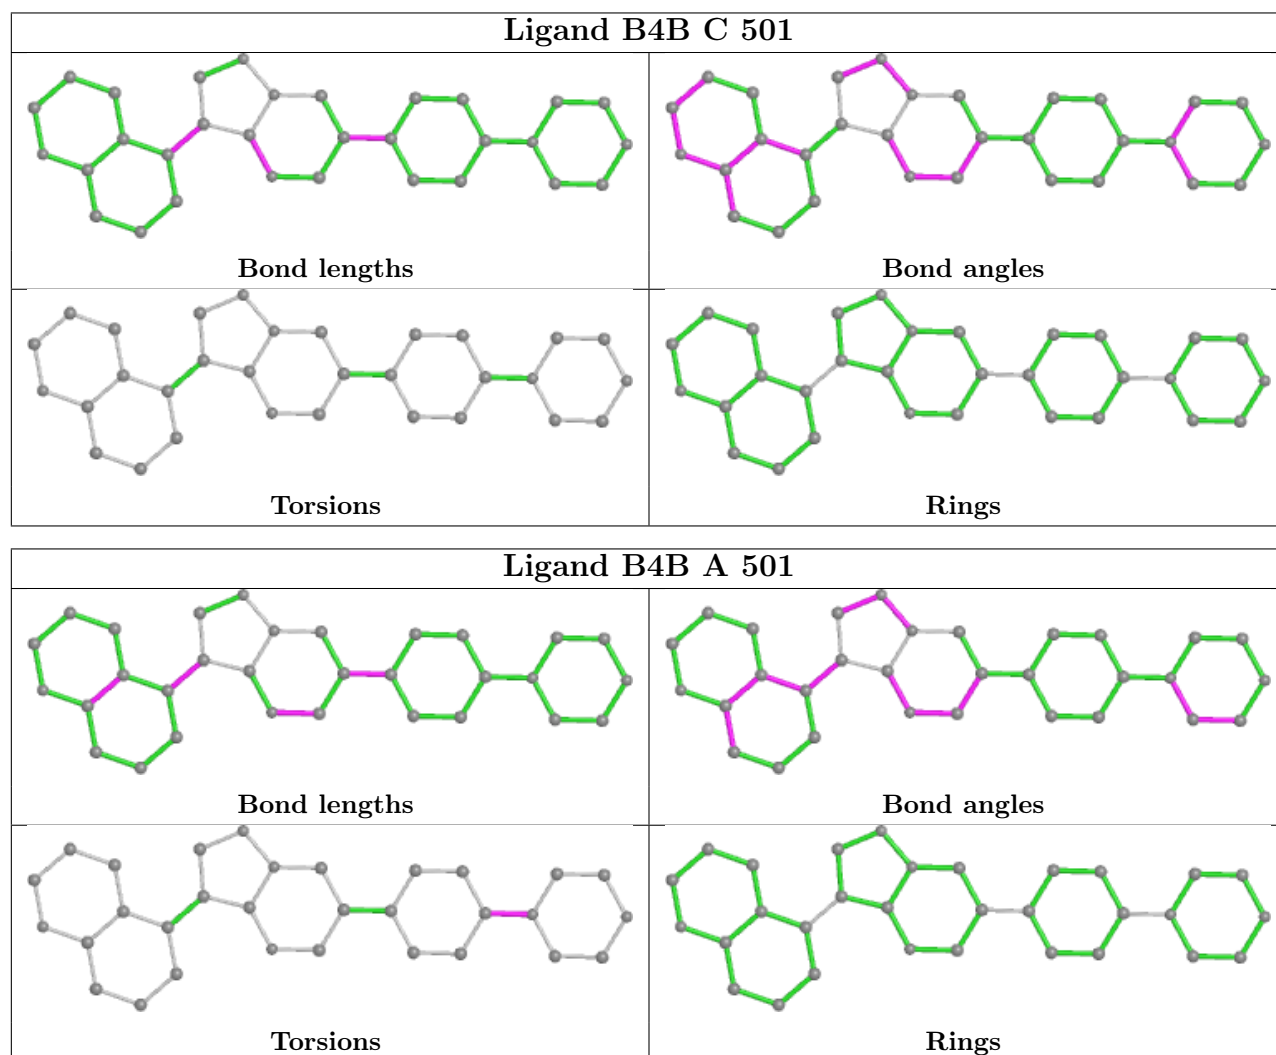 Ligand B4B C 501
Bond lengths
Bond angles
Torsions
Rings
Ligand B4B A 501
Bond lengths
Bond angles
Torsions
Rings